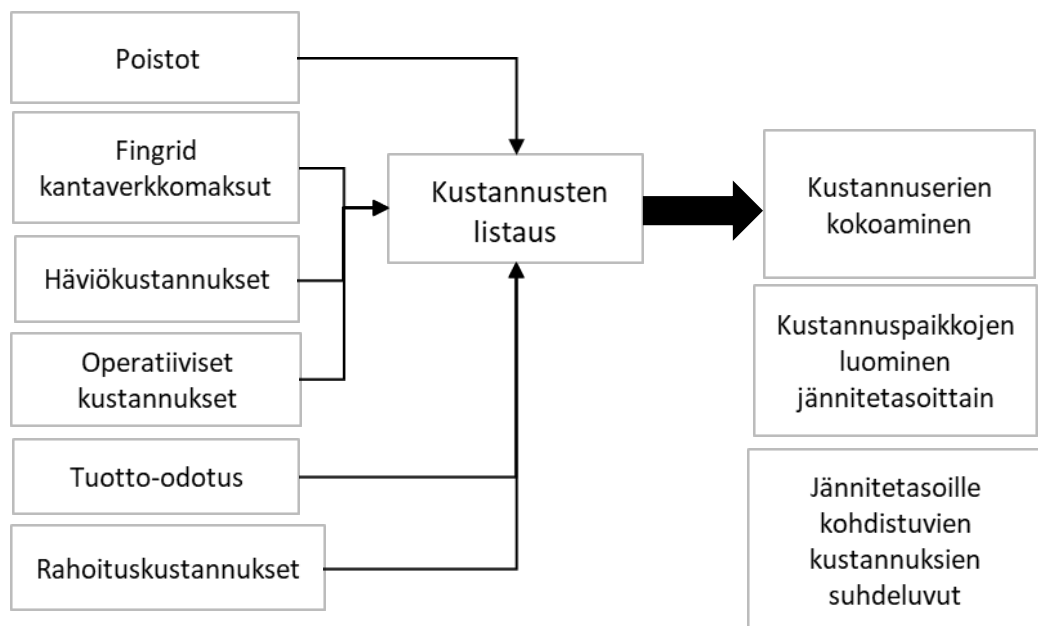 Poistot
Fingrid
kantaverkkomaksut
Häviökustannukset
Operatiiviset
kustannukset
Tuotto-odotus
Rahoituskustannukset
Kustannusten
listaus
Kustannuserien
kokoaminen
Kustannuspaikkojen
luominen
jännitetasoittain
Jännitetasoille
kohdistuvien
kustannuksien
suhdeluvut